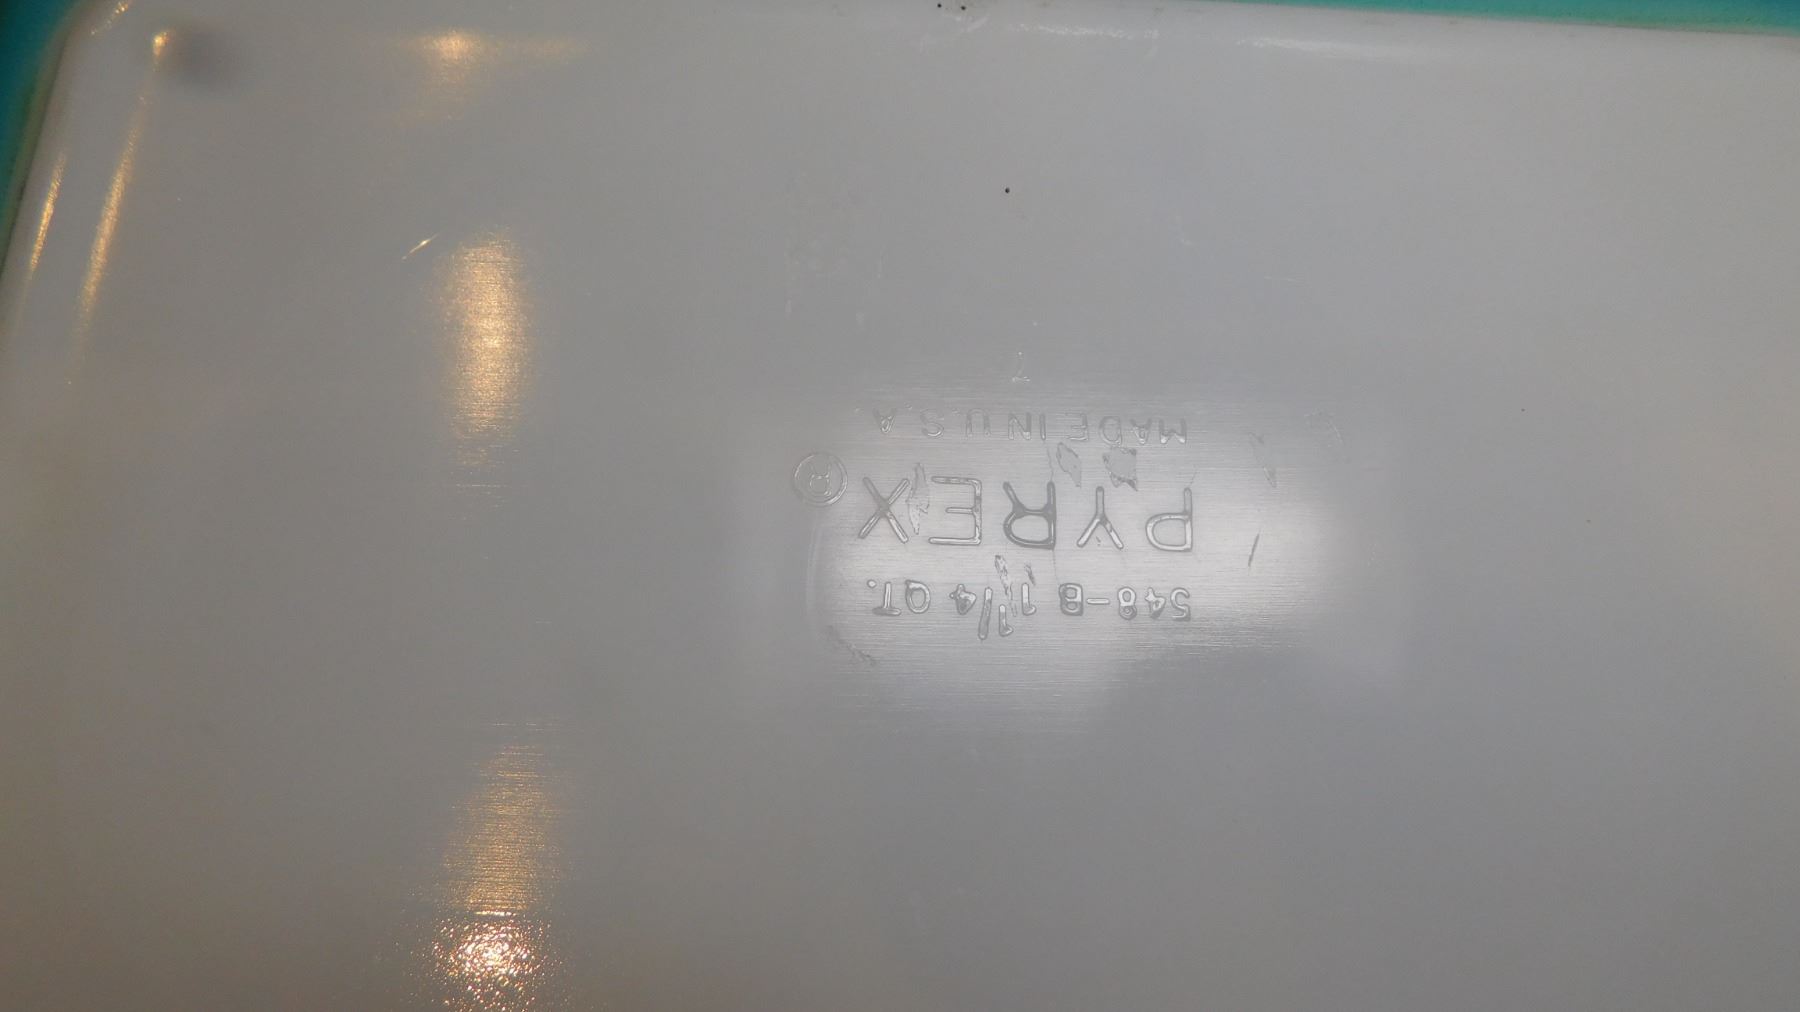 548-B 1 1/4 QT.
PYREX ®
MADE IN U.S.A.